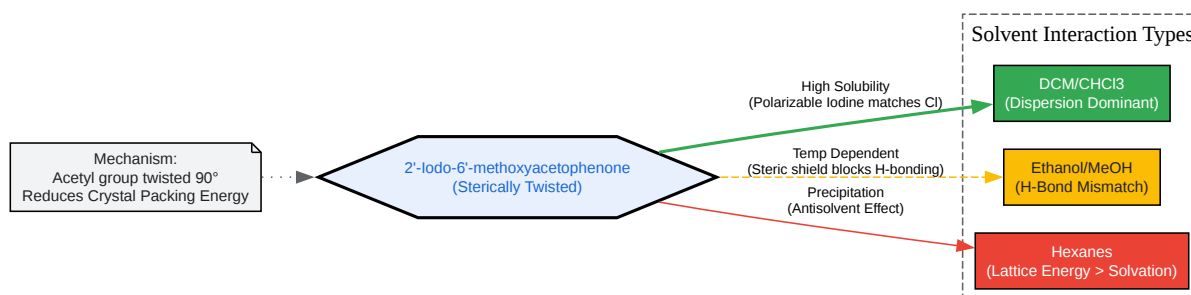 Solvent Interaction Types
DCM/CHCl3
(Dispersion Dominant)
High Solubility
(Polarizable Iodine matches Cl)
Mechanism:
Acetyl group twisted 90°
Reduces Crystal Packing Energy
2'-Iodo-6'-methoxyacetophenone
(Sterically Twisted)
Temp Dependent
(Steric shield blocks H-bonding)
Ethanol/MeOH
(H-Bond Mismatch)
Precipitation
(Antisolvent Effect)
Hexanes
(Lattice Energy > Solvation)